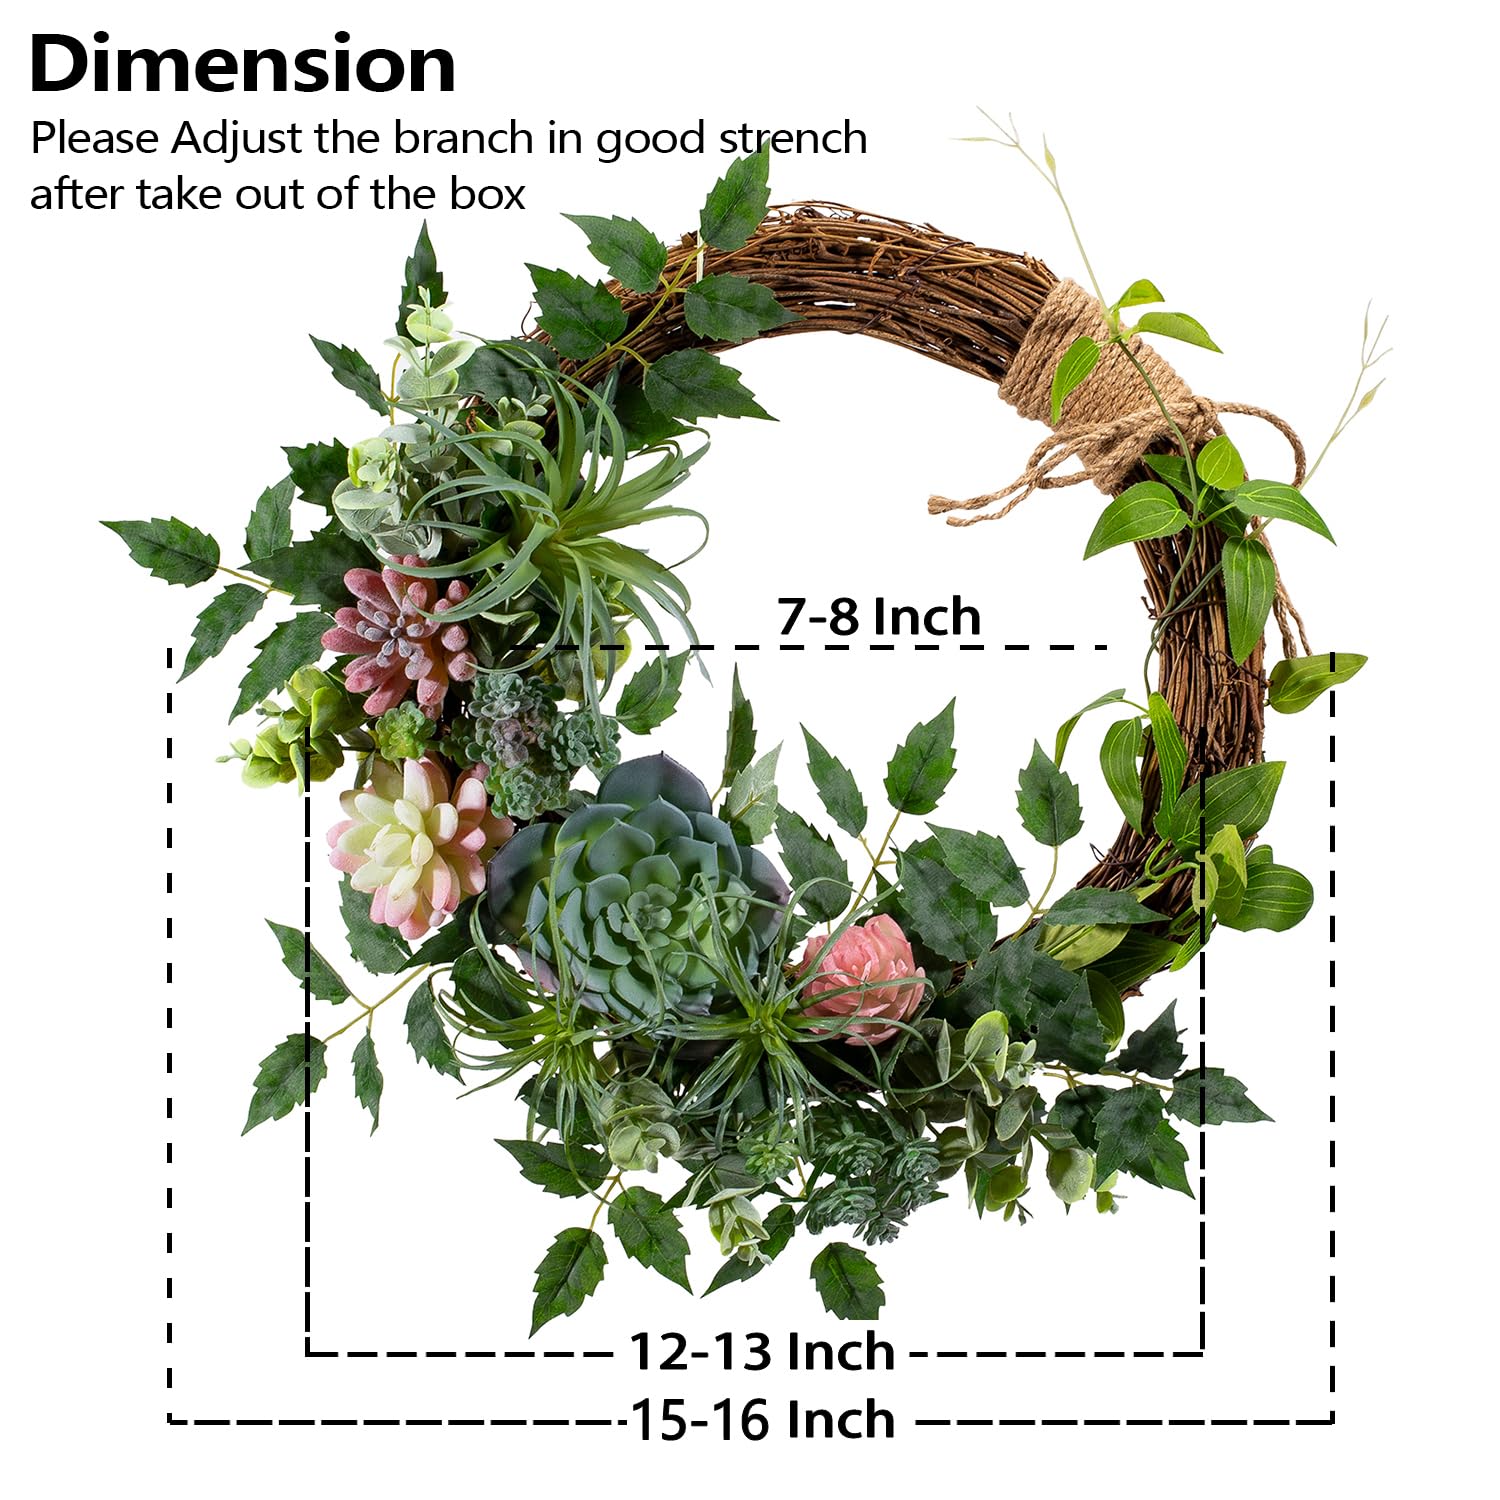 Dimension
Please Adjust the branch in good strench
after take out of the box
7-8 Inch
12-13 Inch
15-16 Inch